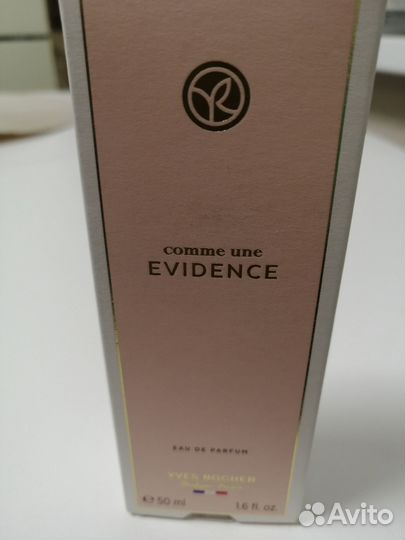 comme une
EVIDENCE
EAU DE PARFUM
YVES ROCHER
℮ 50 ml 1.6 fl. oz.
Avito